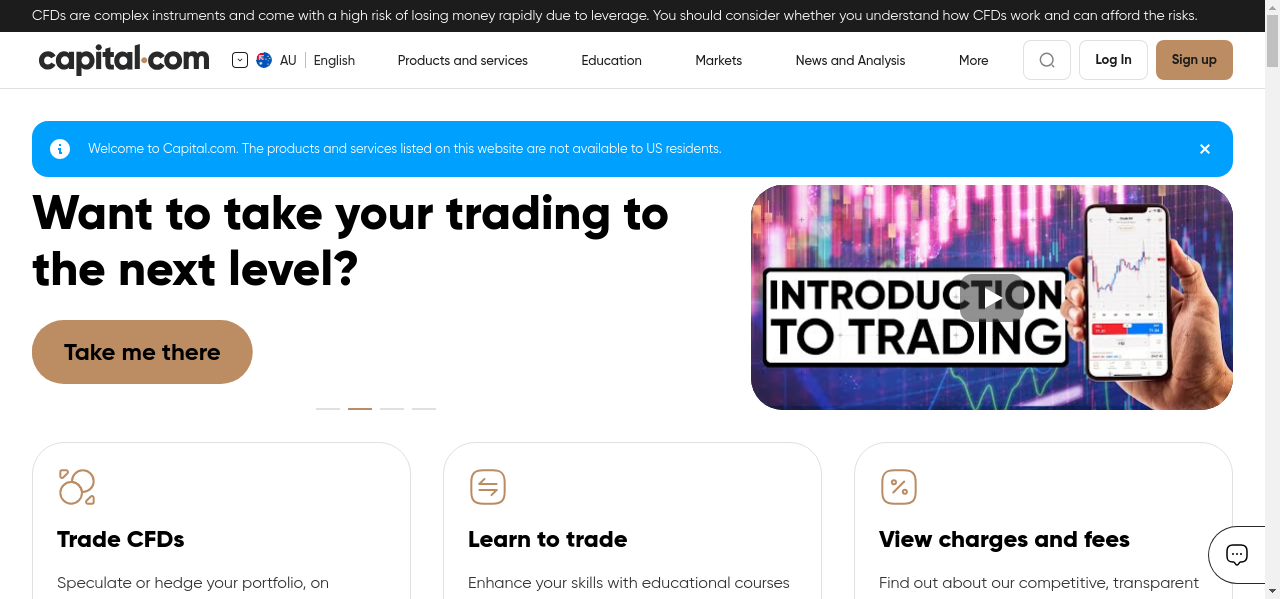 CFDs are complex instruments and come with a high risk of losing money rapidly due to leverage. You should consider whether you understand how CFDs work and can afford the risks.
capital.com
AU
English
Products and services
Education
Markets
News and Analysis
More
Log In
Sign up
Welcome to Capital.com. The products and services listed on this website are not available to US residents.
Want to take your trading to
the next level?
Take me there
INTRODUCTION
TO TRADING
Trade CFDs
Speculate or hedge your portfolio, on
Learn to trade
Enhance your skills with educational courses
View charges and fees
Find out about our competitive, transparent